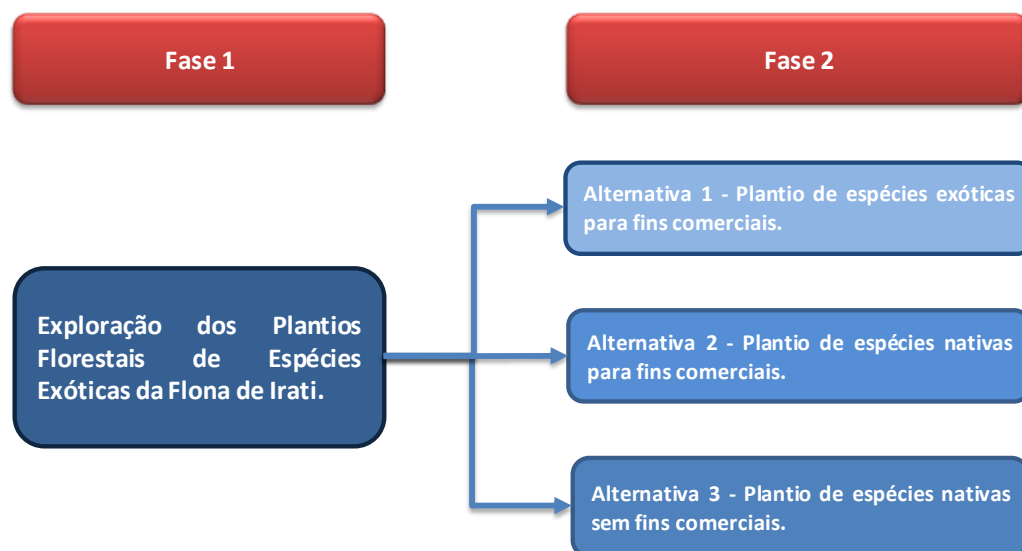 Fase 1
Fase 2
Alternativa 1 - Plantio de espécies exóticas
para fins comerciais.
Exploração dos Plantios
Florestais de Espécies
Exóticas da Flona de Irati.
Alternativa 2 - Plantio de espécies nativas
para fins comerciais.
Alternativa 3 - Plantio de espécies nativas
sem fins comerciais.